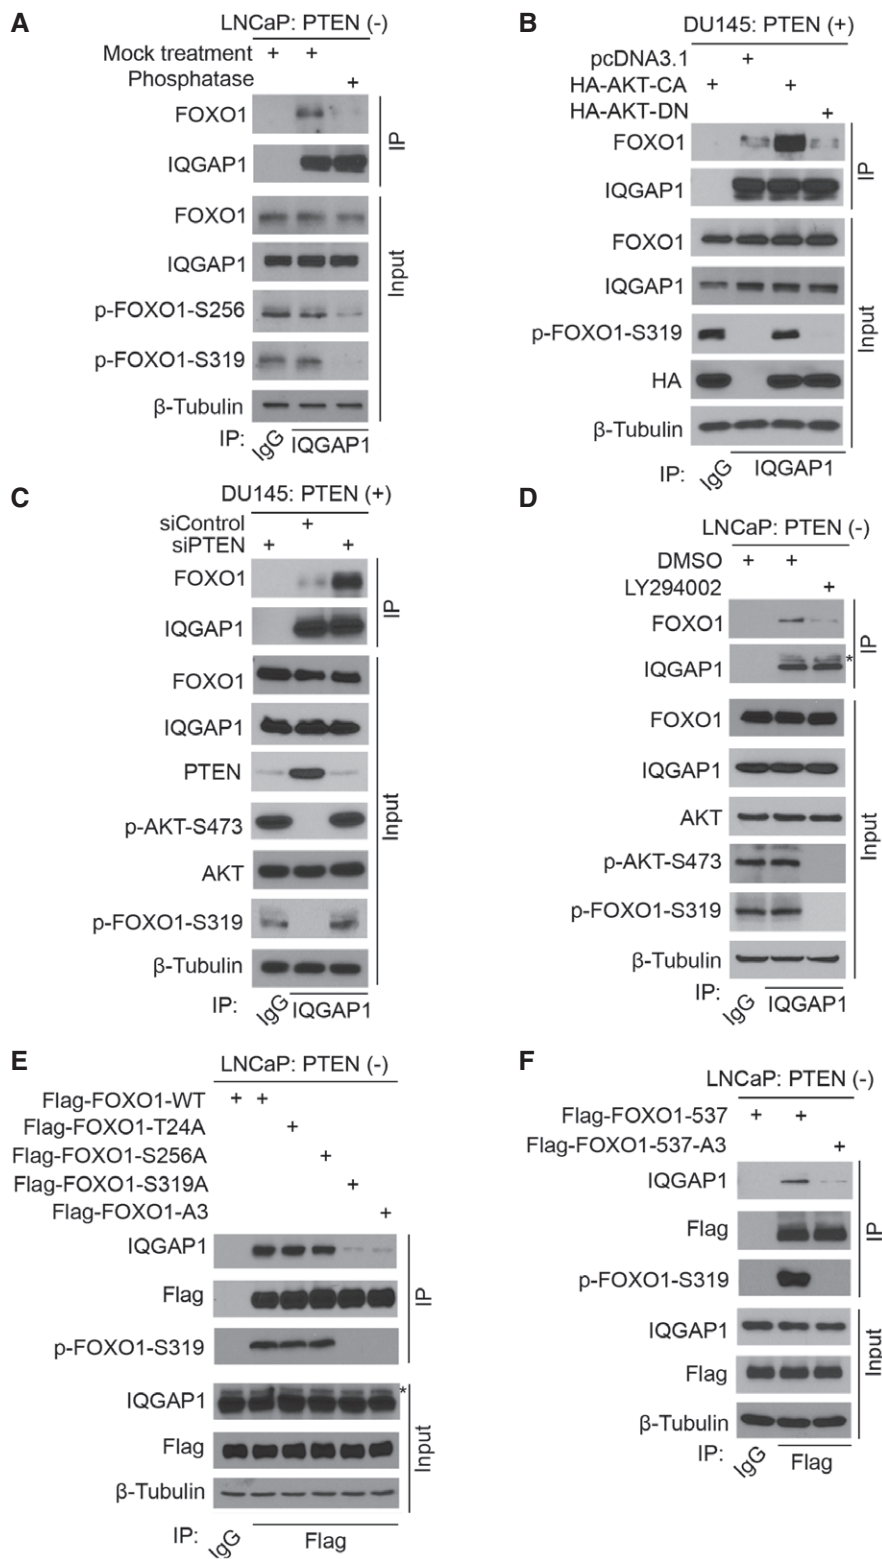 A
LNCaP: PTEN (-)
Mock treatment + +
Phosphatase +
FOXO1
IQGAP1
IP
FOXO1
IQGAP1
p-FOXO1-S256
p-FOXO1-S319
β-Tubulin
Input
IP: IgG IQGAP1
B
DU145: PTEN (+)
pcDNA3.1 +
HA-AKT-CA + +
HA-AKT-DN +
FOXO1
IQGAP1
IP
FOXO1
IQGAP1
p-FOXO1-S319
HA
β-Tubulin
Input
IP: IgG IQGAP1
C
DU145: PTEN (+)
siControl +
siPTEN + +
FOXO1
IQGAP1
IP
FOXO1
IQGAP1
PTEN
p-AKT-S473
AKT
p-FOXO1-S319
β-Tubulin
Input
IP: IgG IQGAP1
D
LNCaP: PTEN (-)
DMSO + +
LY294002 +
FOXO1
IQGAP1 *
IP
FOXO1
IQGAP1
AKT
p-AKT-S473
p-FOXO1-S319
β-Tubulin
Input
IP: IgG IQGAP1
E
LNCaP: PTEN (-)
Flag-FOXO1-WT + +
Flag-FOXO1-T24A +
Flag-FOXO1-S256A +
Flag-FOXO1-S319A +
Flag-FOXO1-A3 +
IQGAP1
Flag
p-FOXO1-S319
IP
IQGAP1 *
Flag
β-Tubulin
Input
IP: IgG Flag
F
LNCaP: PTEN (-)
Flag-FOXO1-537 + +
Flag-FOXO1-537-A3 +
IQGAP1
Flag
p-FOXO1-S319
IP
IQGAP1
Flag
β-Tubulin
Input
IP: IgG Flag